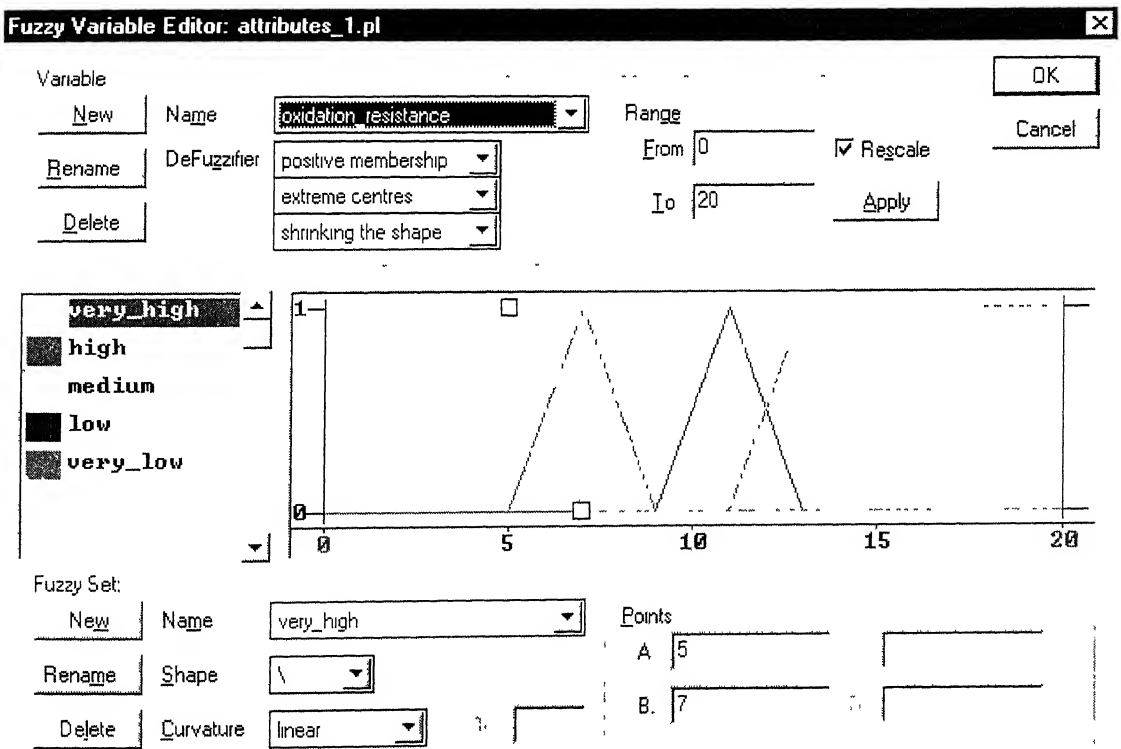 Fuzzy Variable Editor: attributes_1.pl
Variable
New Name oxidation_resistance
Range
From 0
Rescale
OK
Cancel
Rename DeFuzzifier positive membership
extreme centres
To 20
Apply
Delete shrinking the shape
very_high
high
medium
low
very_low
1
0
0 5 10 15 20
Fuzzy Set:
New Name very_high
Points
A 5
Rename Shape \
B. 7
Delete Curvature linear